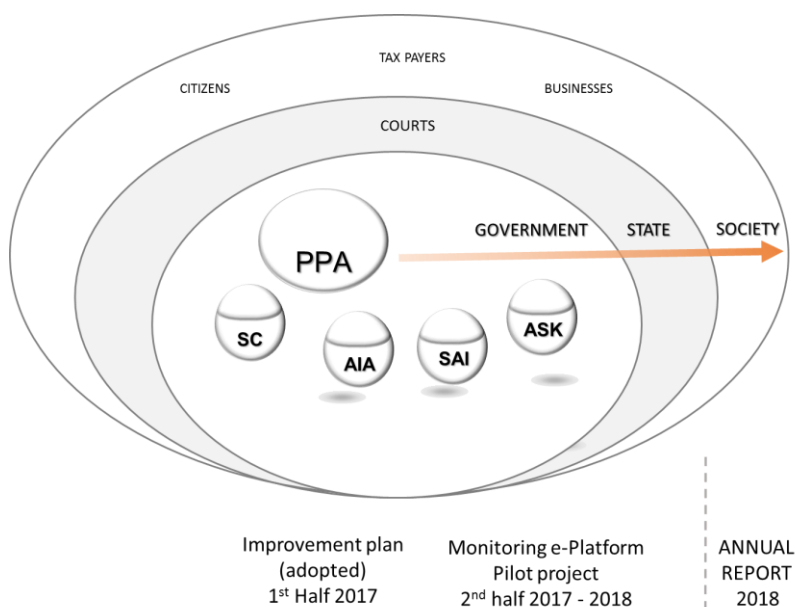 TAX PAYERS
CITIZENS
BUSINESSES
COURTS
GOVERNMENT
STATE
SOCIETY
PPA
SC
AIA
SAI
ASK
Improvement plan
(adopted)
1st Half 2017
Monitoring e-Platform
Pilot project
2nd half 2017 - 2018
ANNUAL
REPORT
2018